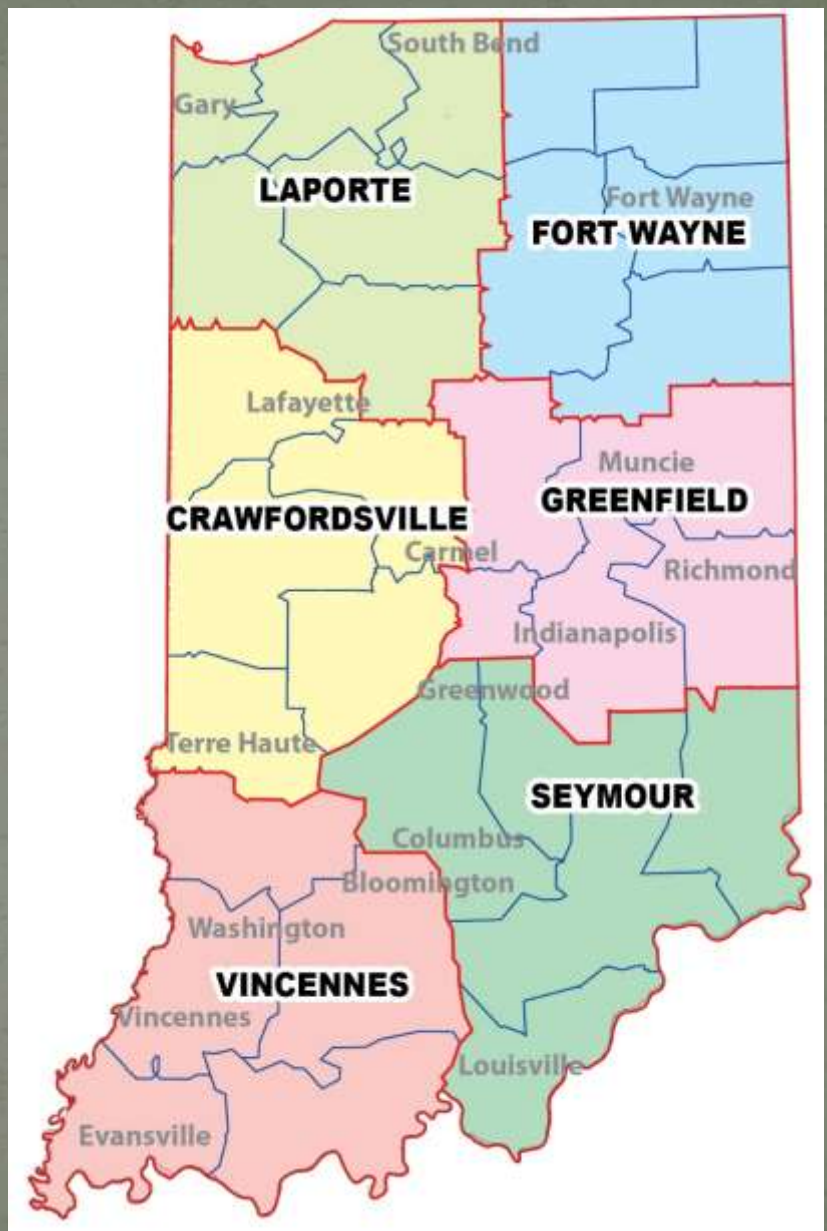 South Bend
Gary
LAPORTE
Fort Wayne
FORT WAYNE
Lafayette
Muncie
GREENFIELD
CRAWFORDSVILLE
Carmel
Richmond
Indianapolis
Greenwood
Terre Haute
SEYMOUR
Columbus
Bloomington
Washington
VINCENNES
Vincennes
Louisville
Evansville